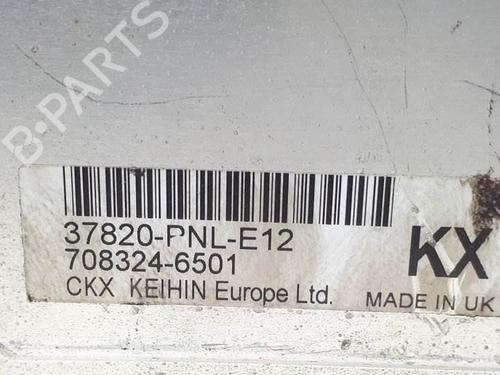 B-PARTS
37820-PNL-E12
708324-6501
CKX KEIHIN Europe Ltd.
KX
MADE IN UK